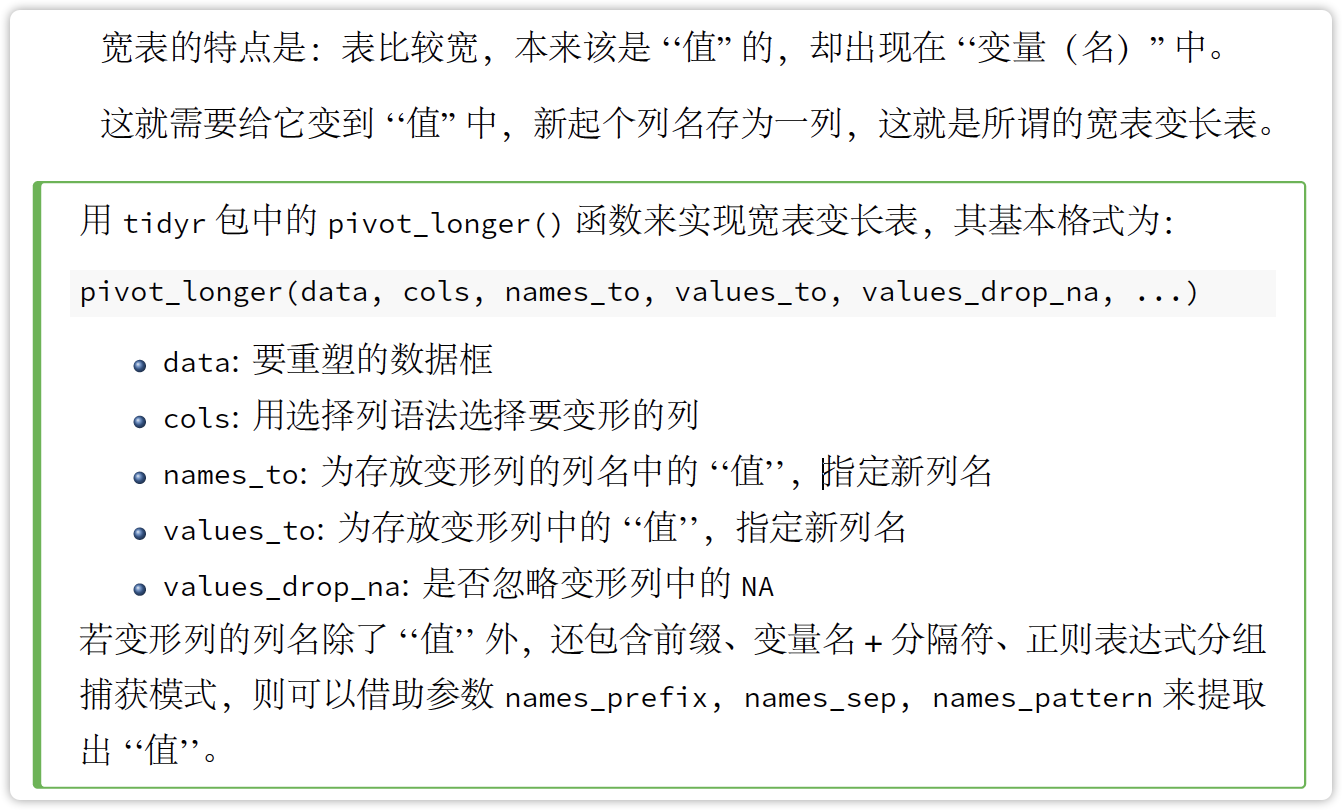 宽表的特点是：表比较宽，本来该是 ‘‘值” 的，却出现在 ‘‘变量（名）” 中。
这就需要给它变到 ‘‘值” 中，新起个列名存为一列，这就是所谓的宽表变长表。
用 tidyr 包中的 pivot_longer() 函数来实现宽表变长表，其基本格式为：
pivot_longer(data, cols, names_to, values_to, values_drop_na, ...)
data: 要重塑的数据框
cols: 用选择列语法选择要变形的列
names_to: 为存放变形列的列名中的 ‘‘值’’，指定新列名
values_to: 为存放变形列中的 ‘‘值’’，指定新列名
values_drop_na: 是否忽略变形列中的 NA
若变形列的列名除了 ‘‘值’’ 外，还包含前缀、变量名 + 分隔符、正则表达式分组
捕获模式，则可以借助参数 names_prefix, names_sep, names_pattern 来提取
出 ‘‘值’’。